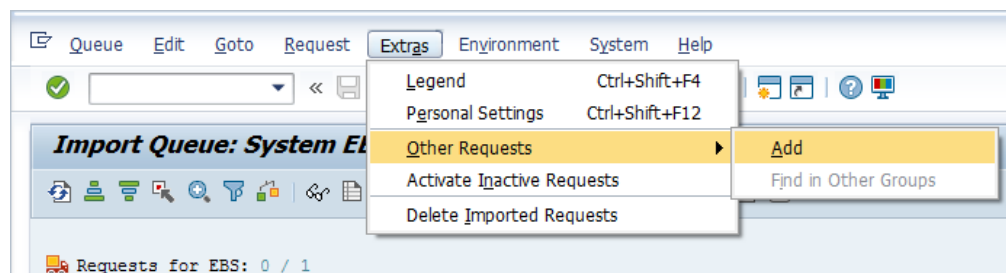 Queue Edit Goto Request Extras Environment System Help
Legend Ctrl+Shift+F4
Personal Settings Ctrl+Shift+F12
Import Queue: System
Other Requests Add
Activate Inactive Requests Find in Other Groups
Delete Imported Requests
Requests for EBS: 0 / 1